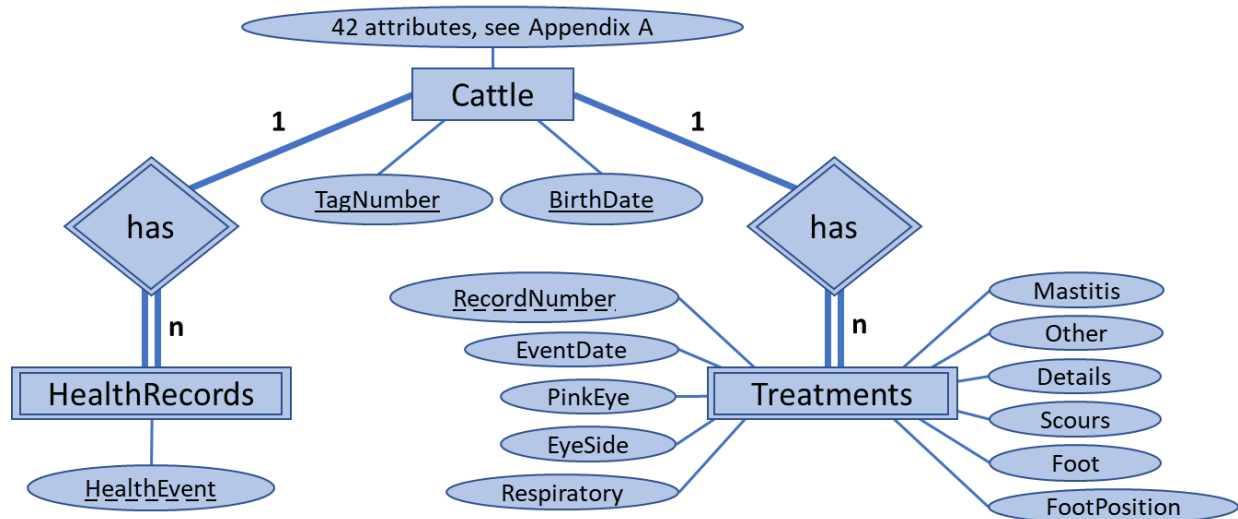 42 attributes, see Appendix A
Cattle
1
1
TagNumber
BirthDate
has
has
n
n
HealthRecords
HealthEvent
RecordNumber
EventDate
PinkEye
EyeSide
Respiratory
Treatments
Mastitis
Other
Details
Scours
Foot
FootPosition